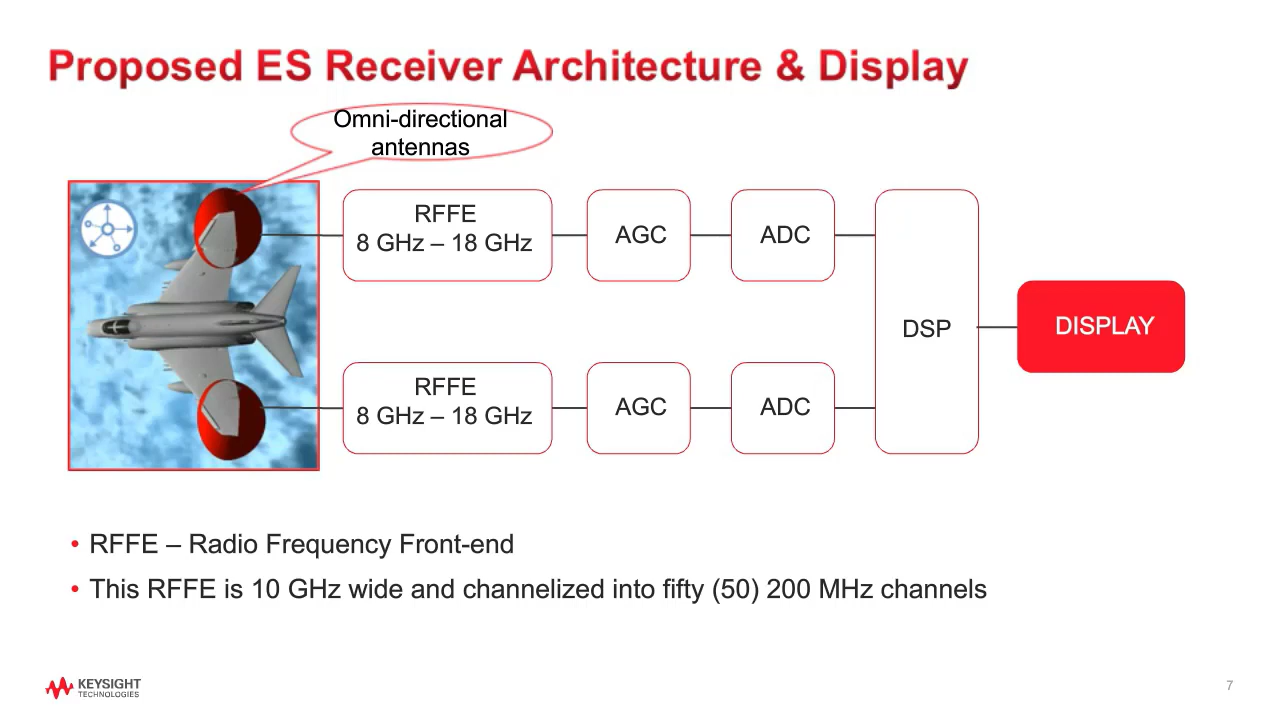 Proposed ES Receiver Architecture & Display
Omni-directional
antennas
RFFE
8 GHz – 18 GHz
AGC
ADC
DSP
DISPLAY
RFFE
8 GHz – 18 GHz
AGC
ADC
• RFFE – Radio Frequency Front-end
• This RFFE is 10 GHz wide and channelized into fifty (50) 200 MHz channels
KEYSIGHT
TECHNOLOGIES
7